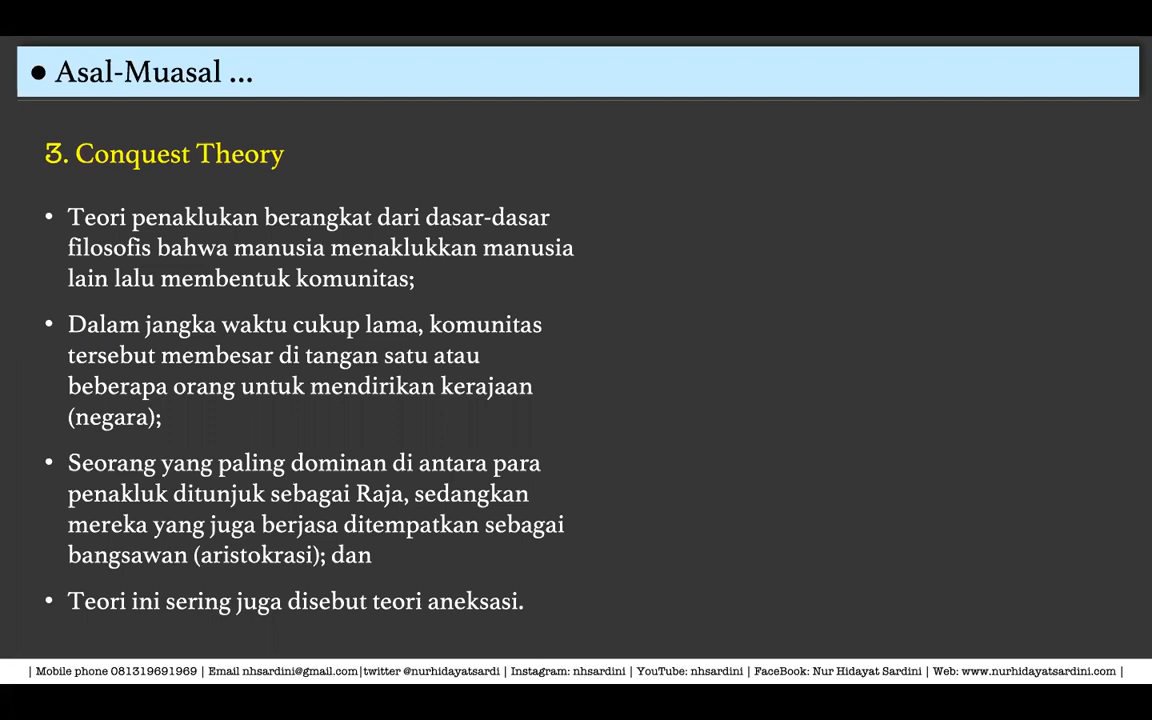 ● Asal-Muasal ...
3. Conquest Theory
• Teori penaklukan berangkat dari dasar-dasar
filosofis bahwa manusia menaklukkan manusia
lain lalu membentuk komunitas;
• Dalam jangka waktu cukup lama, komunitas
tersebut membesar di tangan satu atau
beberapa orang untuk mendirikan kerajaan
(negara);
• Seorang yang paling dominan di antara para
penakluk ditunjuk sebagai Raja, sedangkan
mereka yang juga berjasa ditempatkan sebagai
bangsawan (aristokrasi); dan
• Teori ini sering juga disebut teori aneksasi.
| Mobile phone 081319691969 | Email nhsardini@gmail.com|twitter @nurhidayatsardi | Instagram: nhsardini | YouTube: nhsardini | FaceBook: Nur Hidayat Sardini | Web: www.nurhidayatsardini.com |